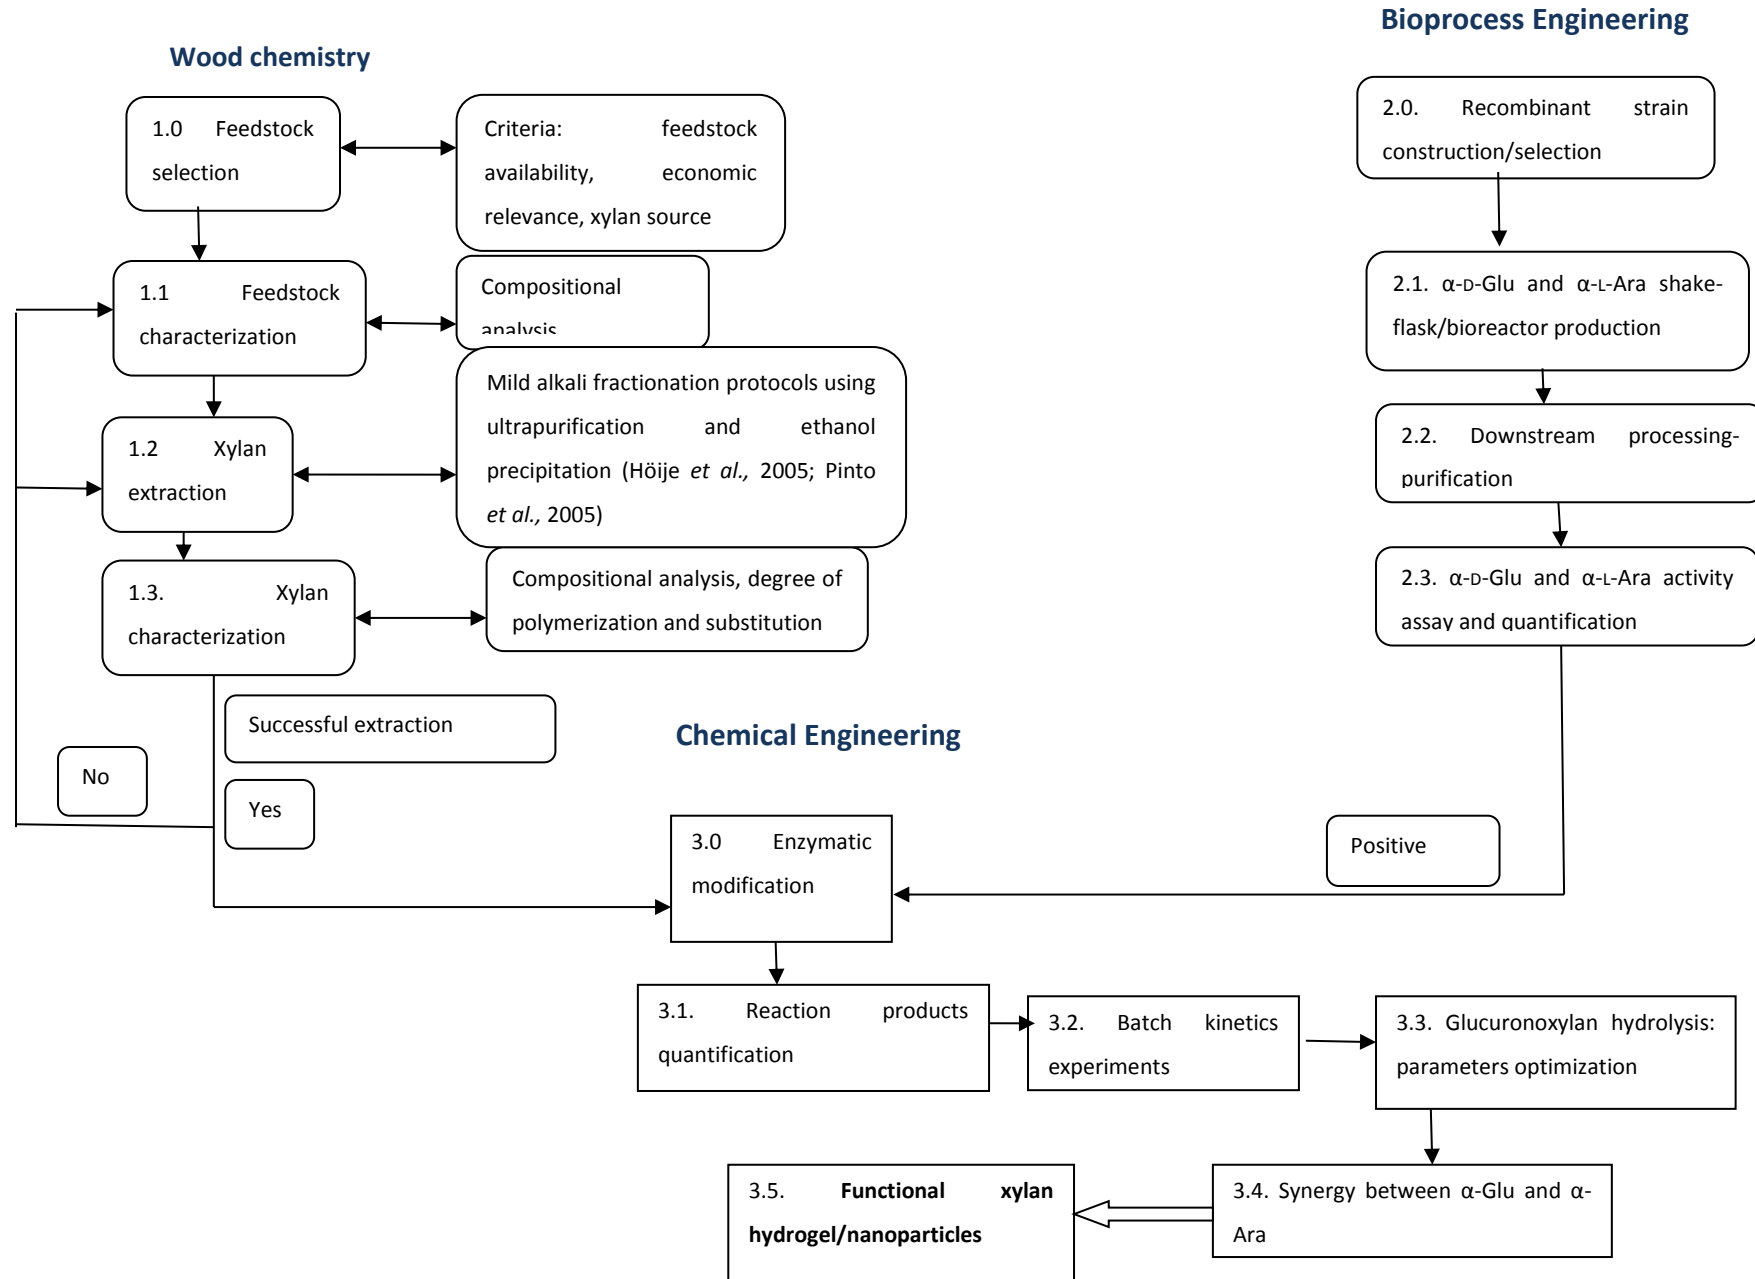 Bioprocess Engineering
Wood chemistry
1.0 Feedstock
selection
Criteria: feedstock
availability, economic
relevance, xylan source
1.1 Feedstock
characterization
Compositional
analysis
1.2 Xylan
extraction
Mild alkali fractionation protocols using
ultrapurification and ethanol
precipitation (Höije et al., 2005; Pinto
et al., 2005)
1.3. Xylan
characterization
Compositional analysis, degree of
polymerization and substitution
Successful extraction
No
Yes
2.0. Recombinant strain
construction/selection
2.1. α-D-Glu and α-L-Ara shake-
flask/bioreactor production
2.2. Downstream processing-
purification
2.3. α-D-Glu and α-L-Ara activity
assay and quantification
Positive
Chemical Engineering
3.0 Enzymatic
modification
3.1. Reaction products
quantification
3.2. Batch kinetics
experiments
3.3. Glucuronoxylan hydrolysis:
parameters optimization
3.4. Synergy between α-Glu and α-
Ara
3.5. Functional xylan
hydrogel/nanoparticles